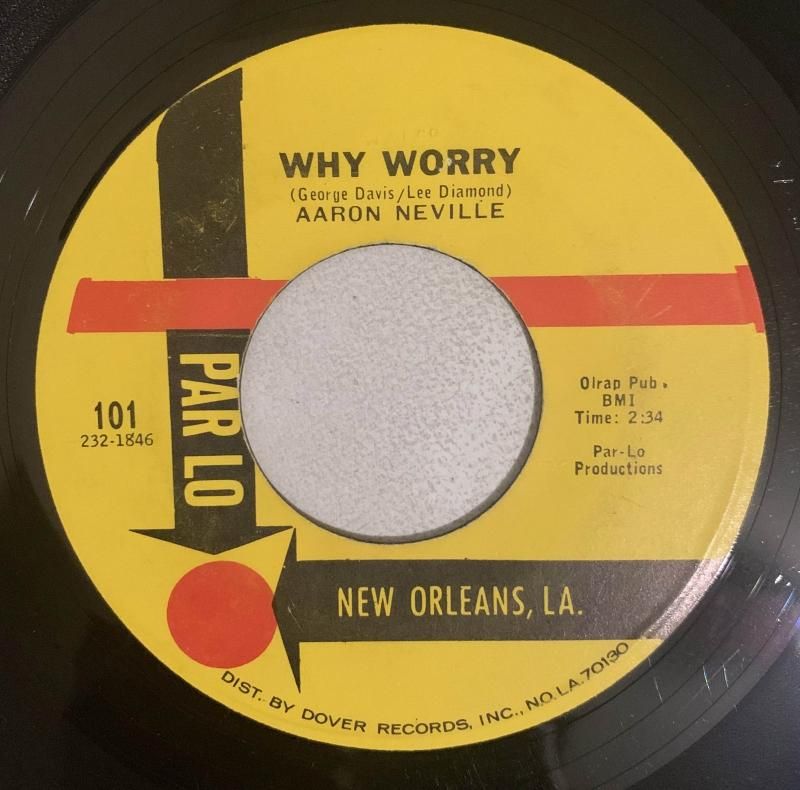 WHY WORRY
(George Davis/Lee Diamond)
AARON NEVILLE
PAR LO
101
232-1846
Olrap Pub.
BMI
Time: 2:34
Par-Lo
Productions
NEW ORLEANS, LA.
DIST. BY DOVER RECORDS, INC., N.O. LA. 70130